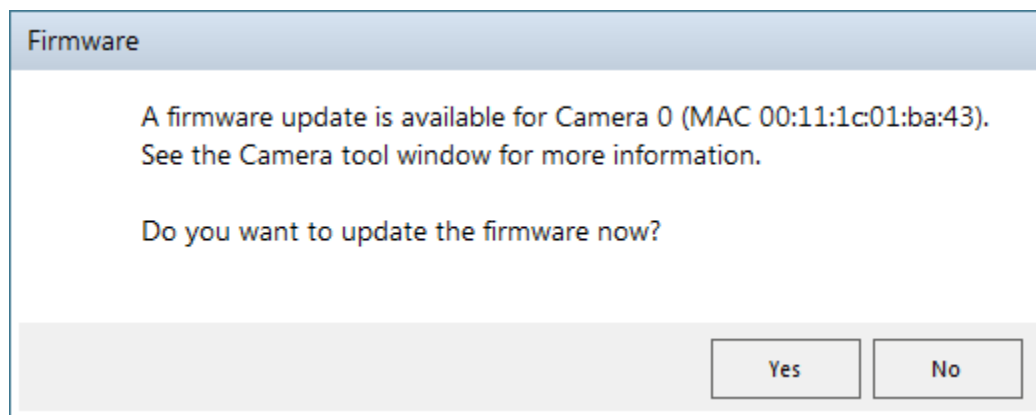 Firmware
A firmware update is available for Camera 0 (MAC 00:11:1c:01:ba:43).
See the Camera tool window for more information.
Do you want to update the firmware now?
Yes
No